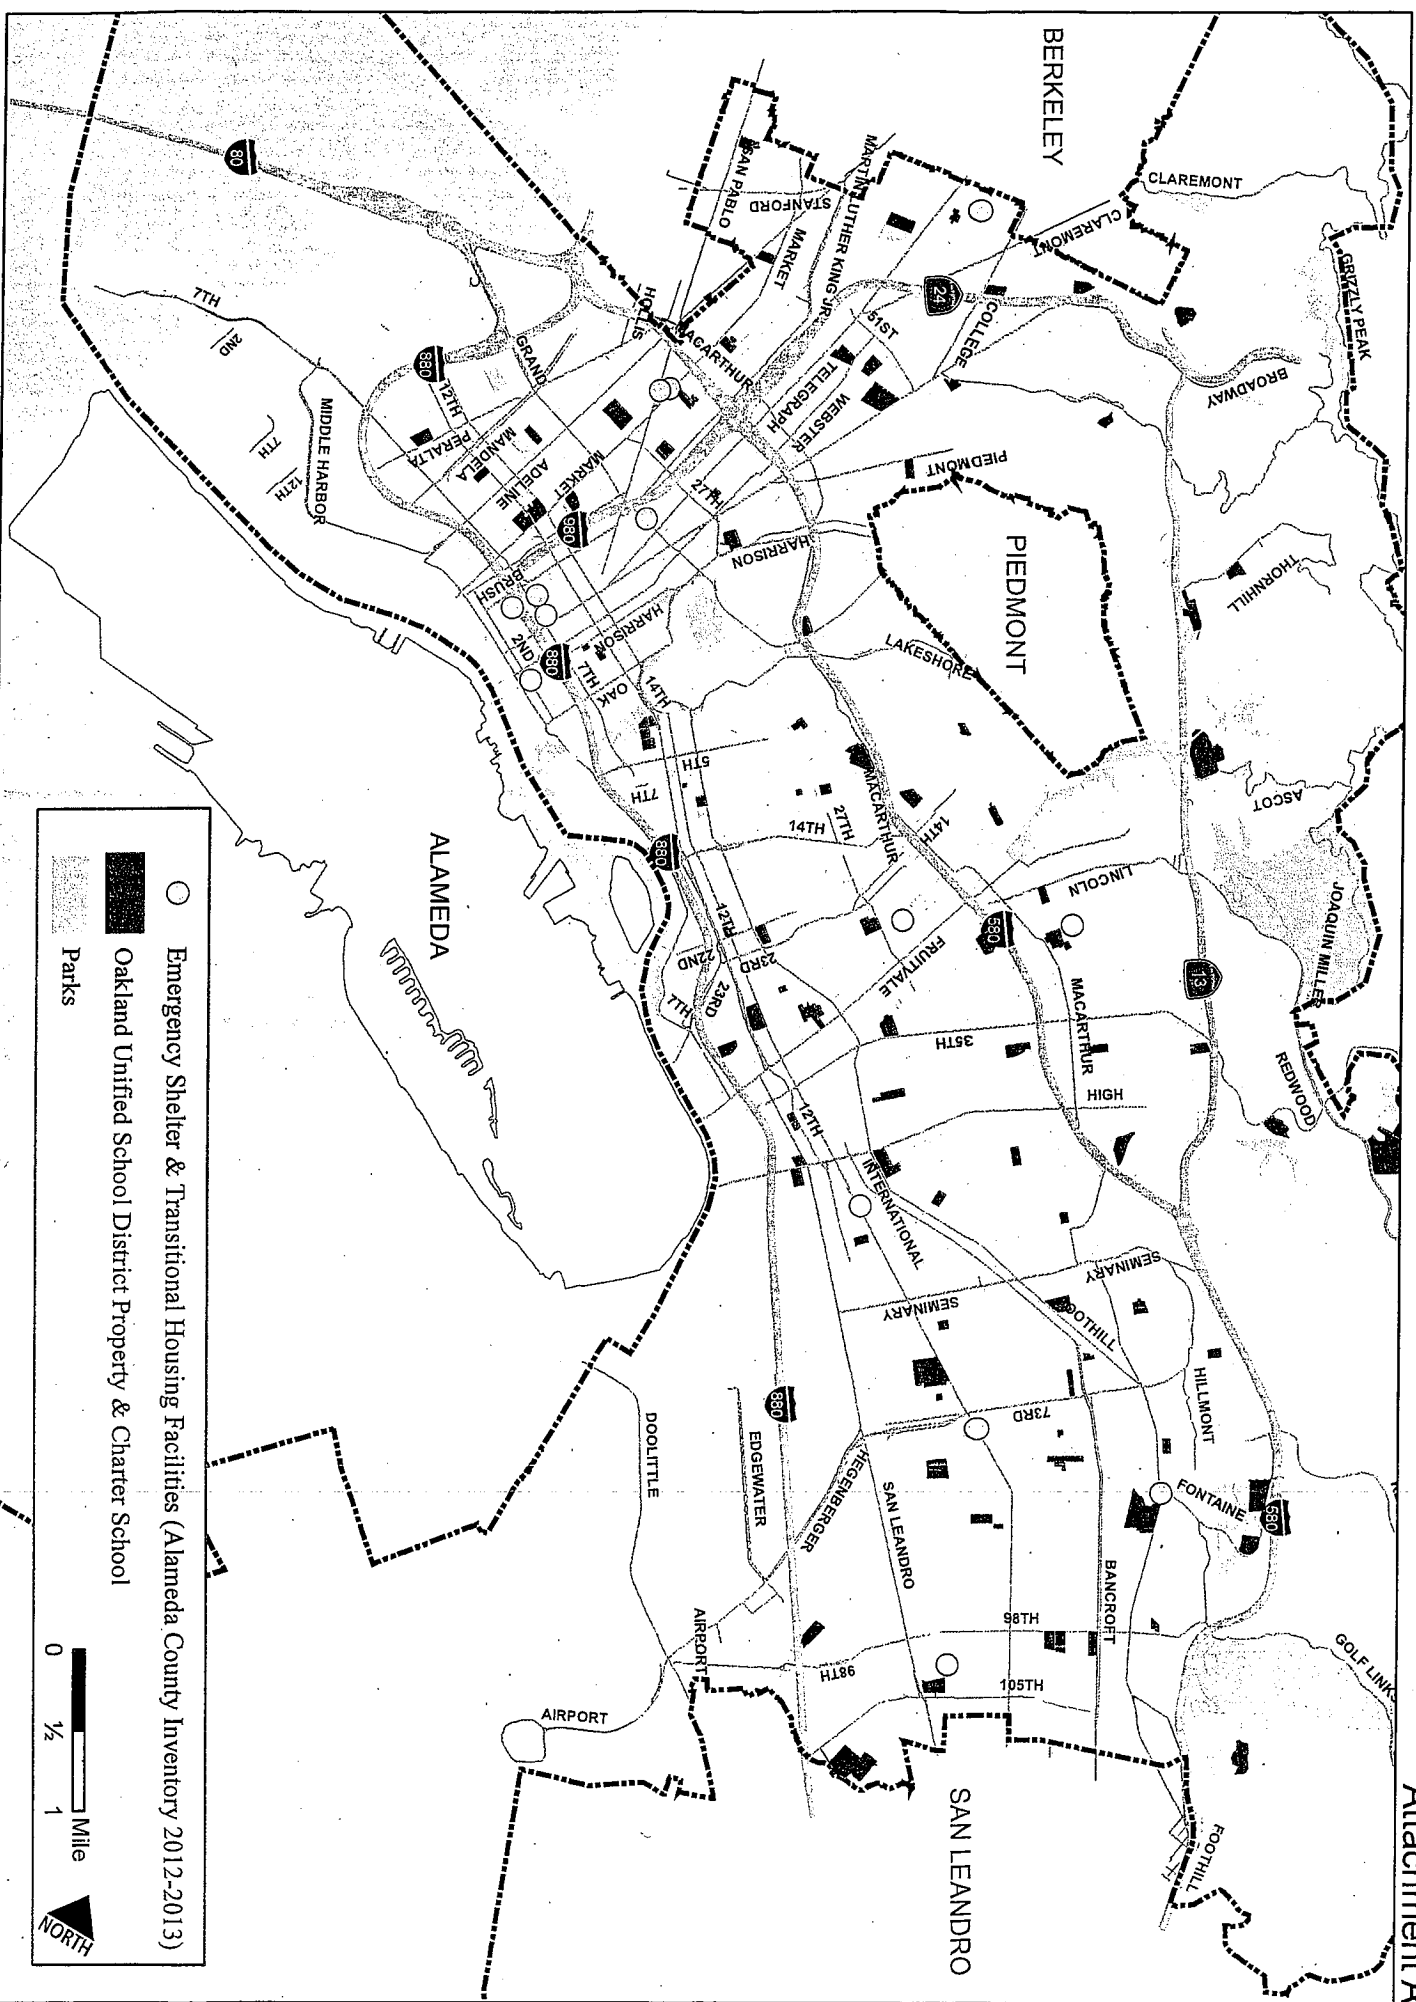 Attachment A
BERKELEY
CLAREMONT
CLAREMONT
GRIZZLY PEAK
BROADWAY
SAN PABLO
STANFORD
MARKET
MARTIN LUTHER KING JR
24
COLLEGE
51ST
TELEGRAPH
WEBSTER
HOLLIS
MACARTHUR
80
7TH
2ND
MIDDLE HARBOR
7TH
12TH
880
GRAND
12TH
PERALTA
MANDELA
ADELINE
MARKET
980
27TH
HARRISON
PIEDMONT
PIEDMONT
THORNHILL
BRUSH
2ND
880
7TH
HARRISON
OAK
14TH
LAKESHORE
5TH
7TH
ASCOT
JOAQUIN MILLER
14TH
27TH
MACARTHUR
14TH
LINCOLN
580
13
880
12TH
22ND
23RD
23RD
7TH
FRUITVALE
35TH
MACARTHUR
HIGH
REDWOOD
12TH
INTERNATIONAL
SEMINARY
SEMINARY
FOOTHILL
HILLMONT
73RD
ALAMEDA
DOOLITTLE
EDGEWATER
880
HEGENBERGER
SAN LEANDRO
FONTAINE
580
BANCROFT
98TH
98TH
105TH
GOLF LINKS
AIRPORT
AIRPORT
FOOTHILL
SAN LEANDRO
Emergency Shelter & Transitional Housing Facilities (Alameda County Inventory 2012-2013)
Oakland Unified School District Property & Charter School
Parks
0 ½ 1
Mile
NORTH